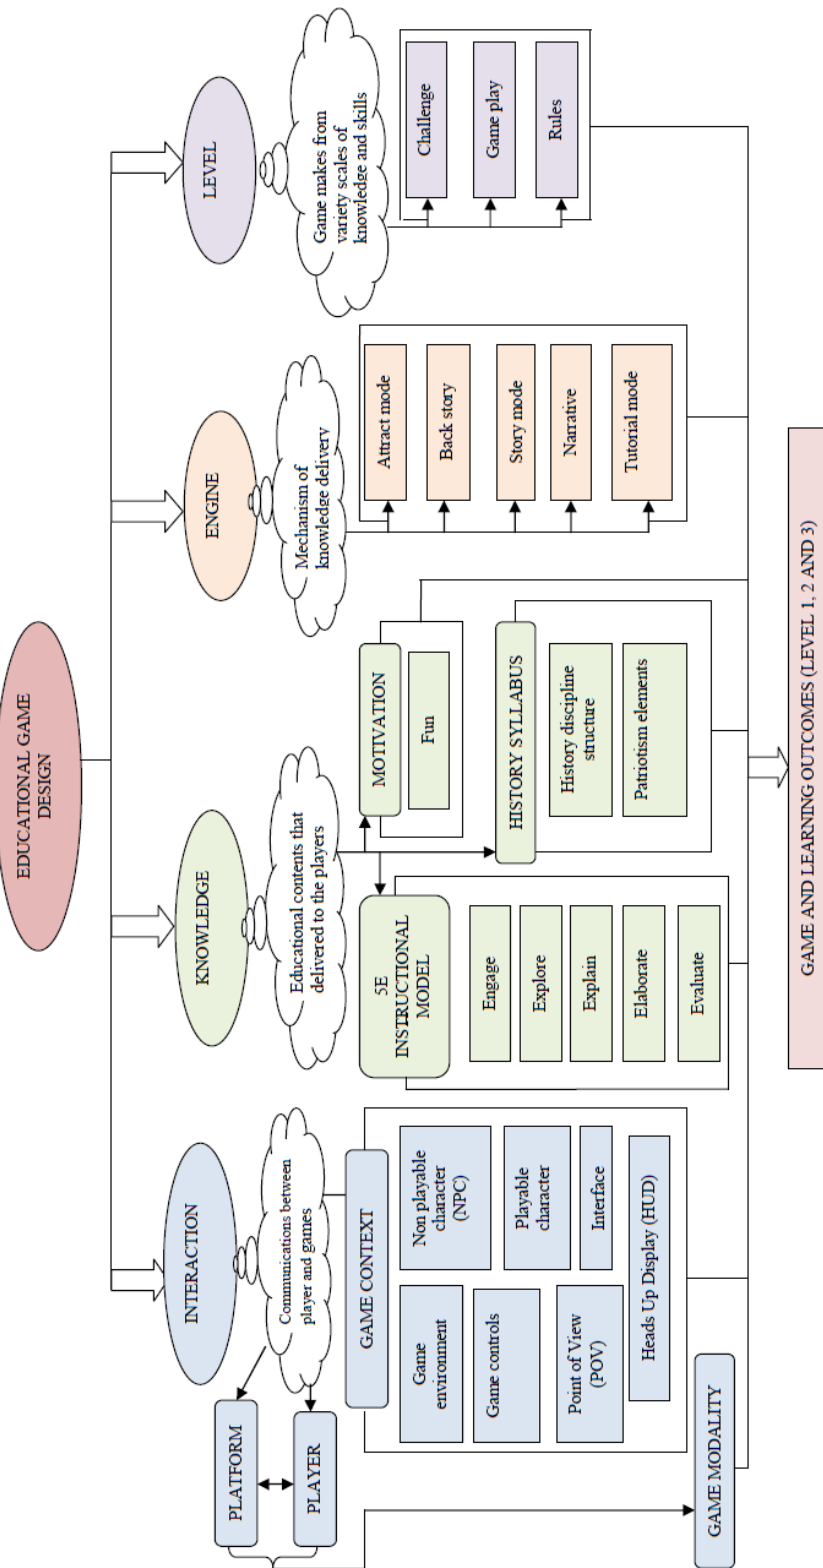 EDUCATIONAL GAME
DESIGN
INTERACTION
KNOWLEDGE
ENGINE
LEVEL
Communications between
player and games
Educational contents that
delivered to the players
Mechanism of
knowledge delivery
Game makes from
variety scales of
knowledge and skills
PLATFORM
PLAYER
GAME CONTEXT
Game
environment
Non playable
character
(NPC)
Game controls
Playable
character
Point of View
(POV)
Interface
Heads Up Display (HUD)
GAME MODALITY
5E
INSTRUCTIONAL
MODEL
Engage
Explore
Explain
Elaborate
Evaluate
MOTIVATION
Fun
HISTORY SYLLABUS
History discipline
structure
Patriotism elements
Attract mode
Back story
Story mode
Narrative
Tutorial mode
Challenge
Game play
Rules
GAME AND LEARNING OUTCOMES (LEVEL 1, 2 AND 3)